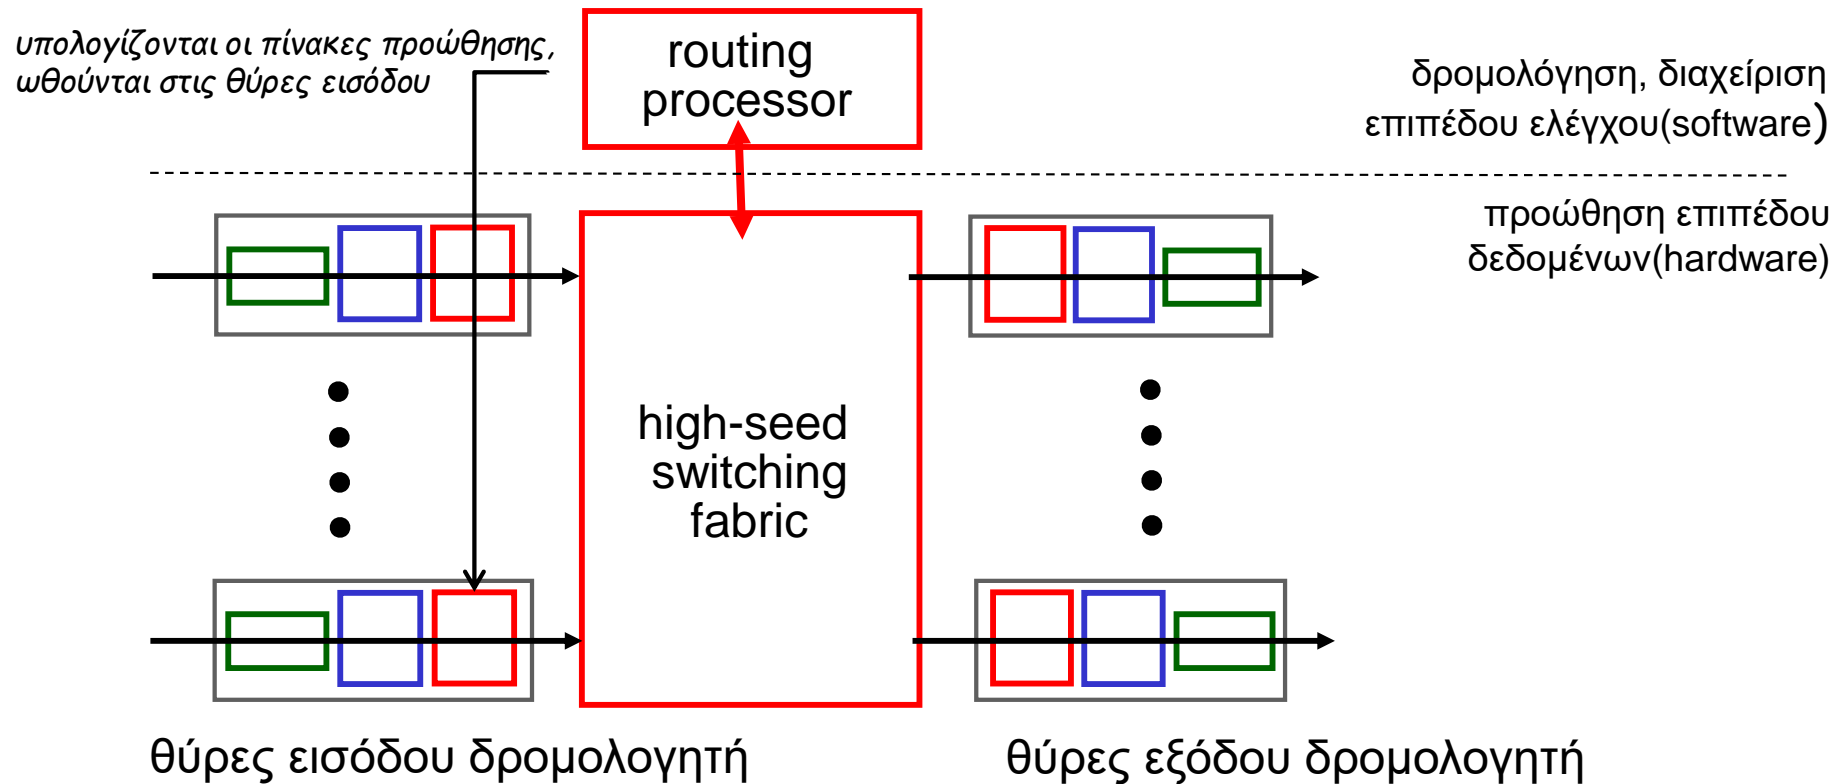 υπολογίζονται οι πίνακες προώθησης,
ωθούνται στις θύρες εισόδου
routing
processor
δρομολόγηση, διαχείριση
επιπέδου ελέγχου(software)
προώθηση επιπέδου
δεδομένων(hardware)
high-seed
switching
fabric
θύρες εισόδου δρομολογητή
θύρες εξόδου δρομολογητή